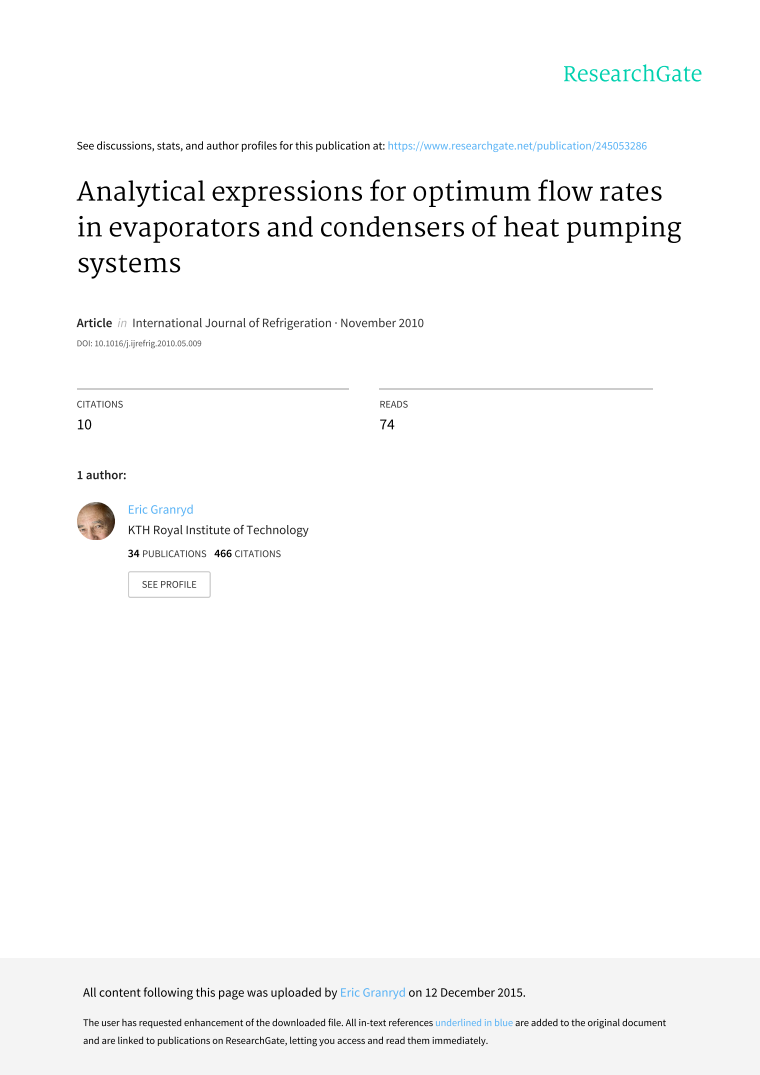 ResearchGate
See discussions, stats, and author profiles for this publication at: https://www.researchgate.net/publication/245053286
Analytical expressions for optimum flow rates
in evaporators and condensers of heat pumping
systems
Article in International Journal of Refrigeration · November 2010
DOI: 10.1016/j.ijrefrig.2010.05.009
CITATIONS
10
READS
74
1 author:
Eric Granryd
KTH Royal Institute of Technology
34 PUBLICATIONS 466 CITATIONS
SEE PROFILE
All content following this page was uploaded by Eric Granryd on 12 December 2015.
The user has requested enhancement of the downloaded file. All in-text references underlined in blue are added to the original document
and are linked to publications on ResearchGate, letting you access and read them immediately.